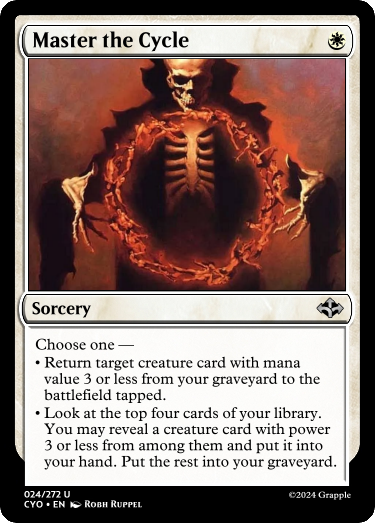 Master the Cycle
Sorcery
Choose one —
• Return target creature card with mana
value 3 or less from your graveyard to the
battlefield tapped.
• Look at the top four cards of your library.
You may reveal a creature card with power
3 or less from among them and put it into
your hand. Put the rest into your graveyard.
024/272 U
CYO • EN Robh Ruppel
©2024 Grapple